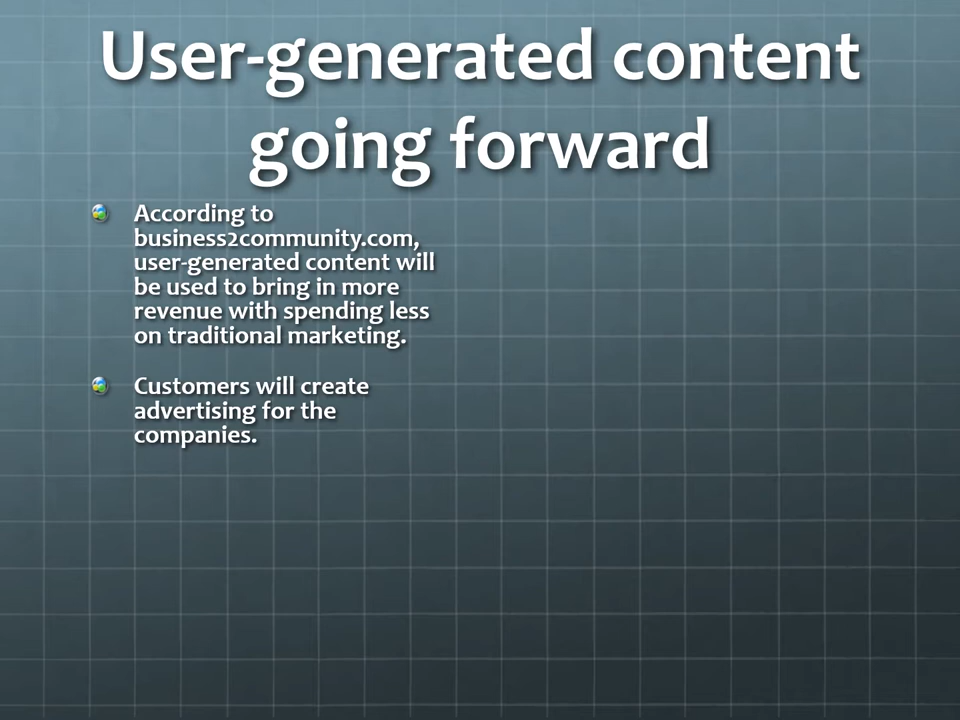 User-generated content
going forward
According to
business2community.com,
user-generated content will
be used to bring in more
revenue with spending less
on traditional marketing.
Customers will create
advertising for the
companies.